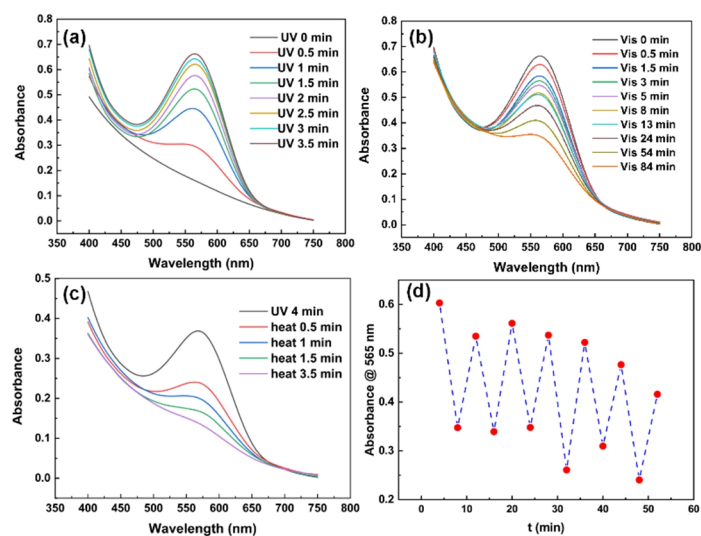 (a)
UV 0 min
UV 0.5 min
UV 1 min
UV 1.5 min
UV 2 min
UV 2.5 min
UV 3 min
UV 3.5 min
Absorbance
0.8
0.7
0.6
0.5
0.4
0.3
0.2
0.1
0.0
350 400 450 500 550 600 650 700 750 800
Wavelength (nm)
(b)
Vis 0 min
Vis 0.5 min
Vis 1.5 min
Vis 3 min
Vis 5 min
Vis 8 min
Vis 13 min
Vis 24 min
Vis 54 min
Vis 84 min
Absorbance
0.8
0.7
0.6
0.5
0.4
0.3
0.2
0.1
0.0
350 400 450 500 550 600 650 700 750 800
Wavelength (nm)
(c)
UV 4 min
heat 0.5 min
heat 1 min
heat 1.5 min
heat 3.5 min
Absorbance
0.5
0.4
0.3
0.2
0.1
0.0
350 400 450 500 550 600 650 700 750 800
Wavelength (nm)
(d)
Absorbance @ 565 nm
0.6
0.5
0.4
0.3
0.2
0 10 20 30 40 50 60
t (min)